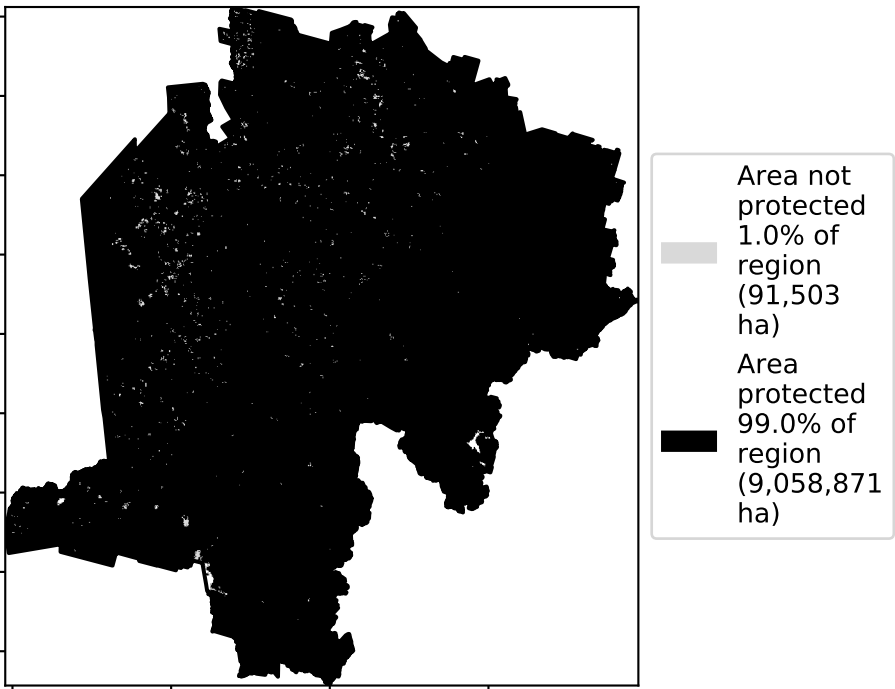 Area not
protected
1.0% of
region
(91,503
ha)
Area
protected
99.0% of
region
(9,058,871
ha)